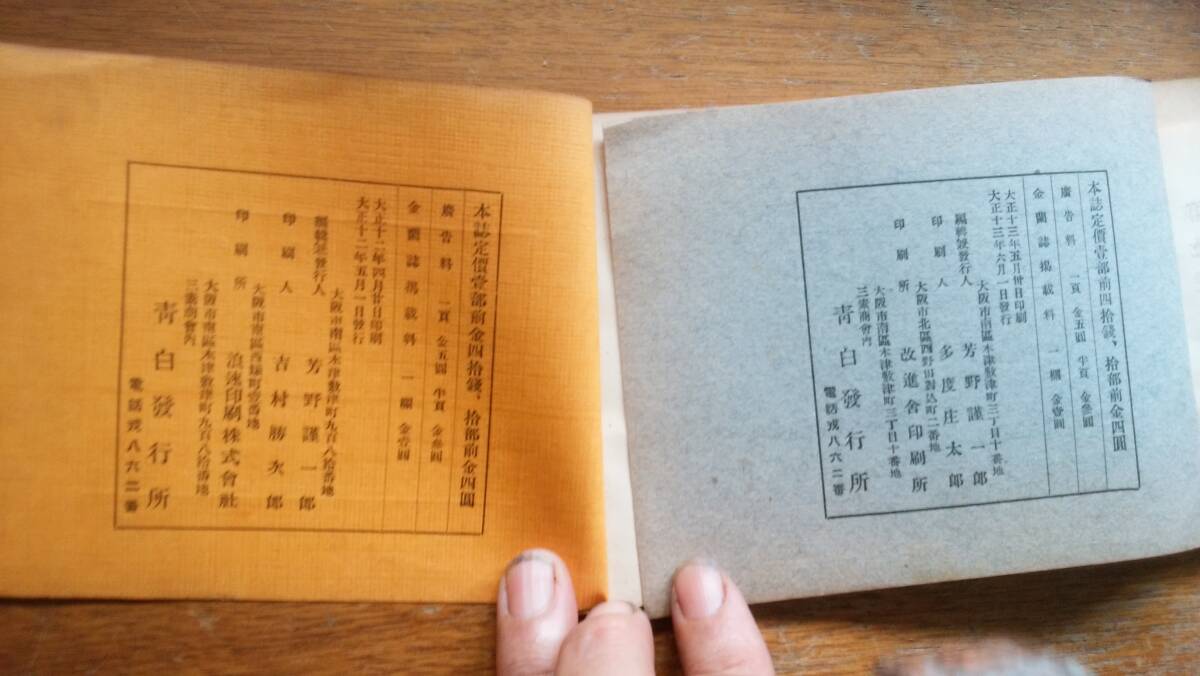 本誌定價壹部前金四拾錢、拾部前金四圓
廣告料 一頁 金五圓 半頁 金參圓
金蘭誌揭載料 一欄 金壹圓
大正十二年四月廿日印刷
大正十二年五月一日發行
大阪市南區木津敷津町九百八拾番地
編輯兼發行人 芳野謹一郎
印刷人 吉村勝次郎
大阪市南區西賑町壹番地
印刷所 浪速印刷株式會社
大阪市南區木津敷津町九百八拾番地
三素商會內
靑白發行所
電話戎八六二番
本誌定價壹部前四拾錢、拾部前金四圓
廣告料 一頁 金五圓 半頁 金參圓
金蘭誌揭載料 一欄 金壹圓
大正十三年五月卅日印刷
大正十三年六月一日發行
大阪市南區木津敷津町三丁目十番地
編輯兼發行人 芳野謹一郎
印刷人 多度庄太郎
大阪市北區西野田對込町二番地
印刷所 改進舍印刷所
大阪市南區木津敷津町三丁目十番地
三素商會內
靑白發行所
電話戎八六二番